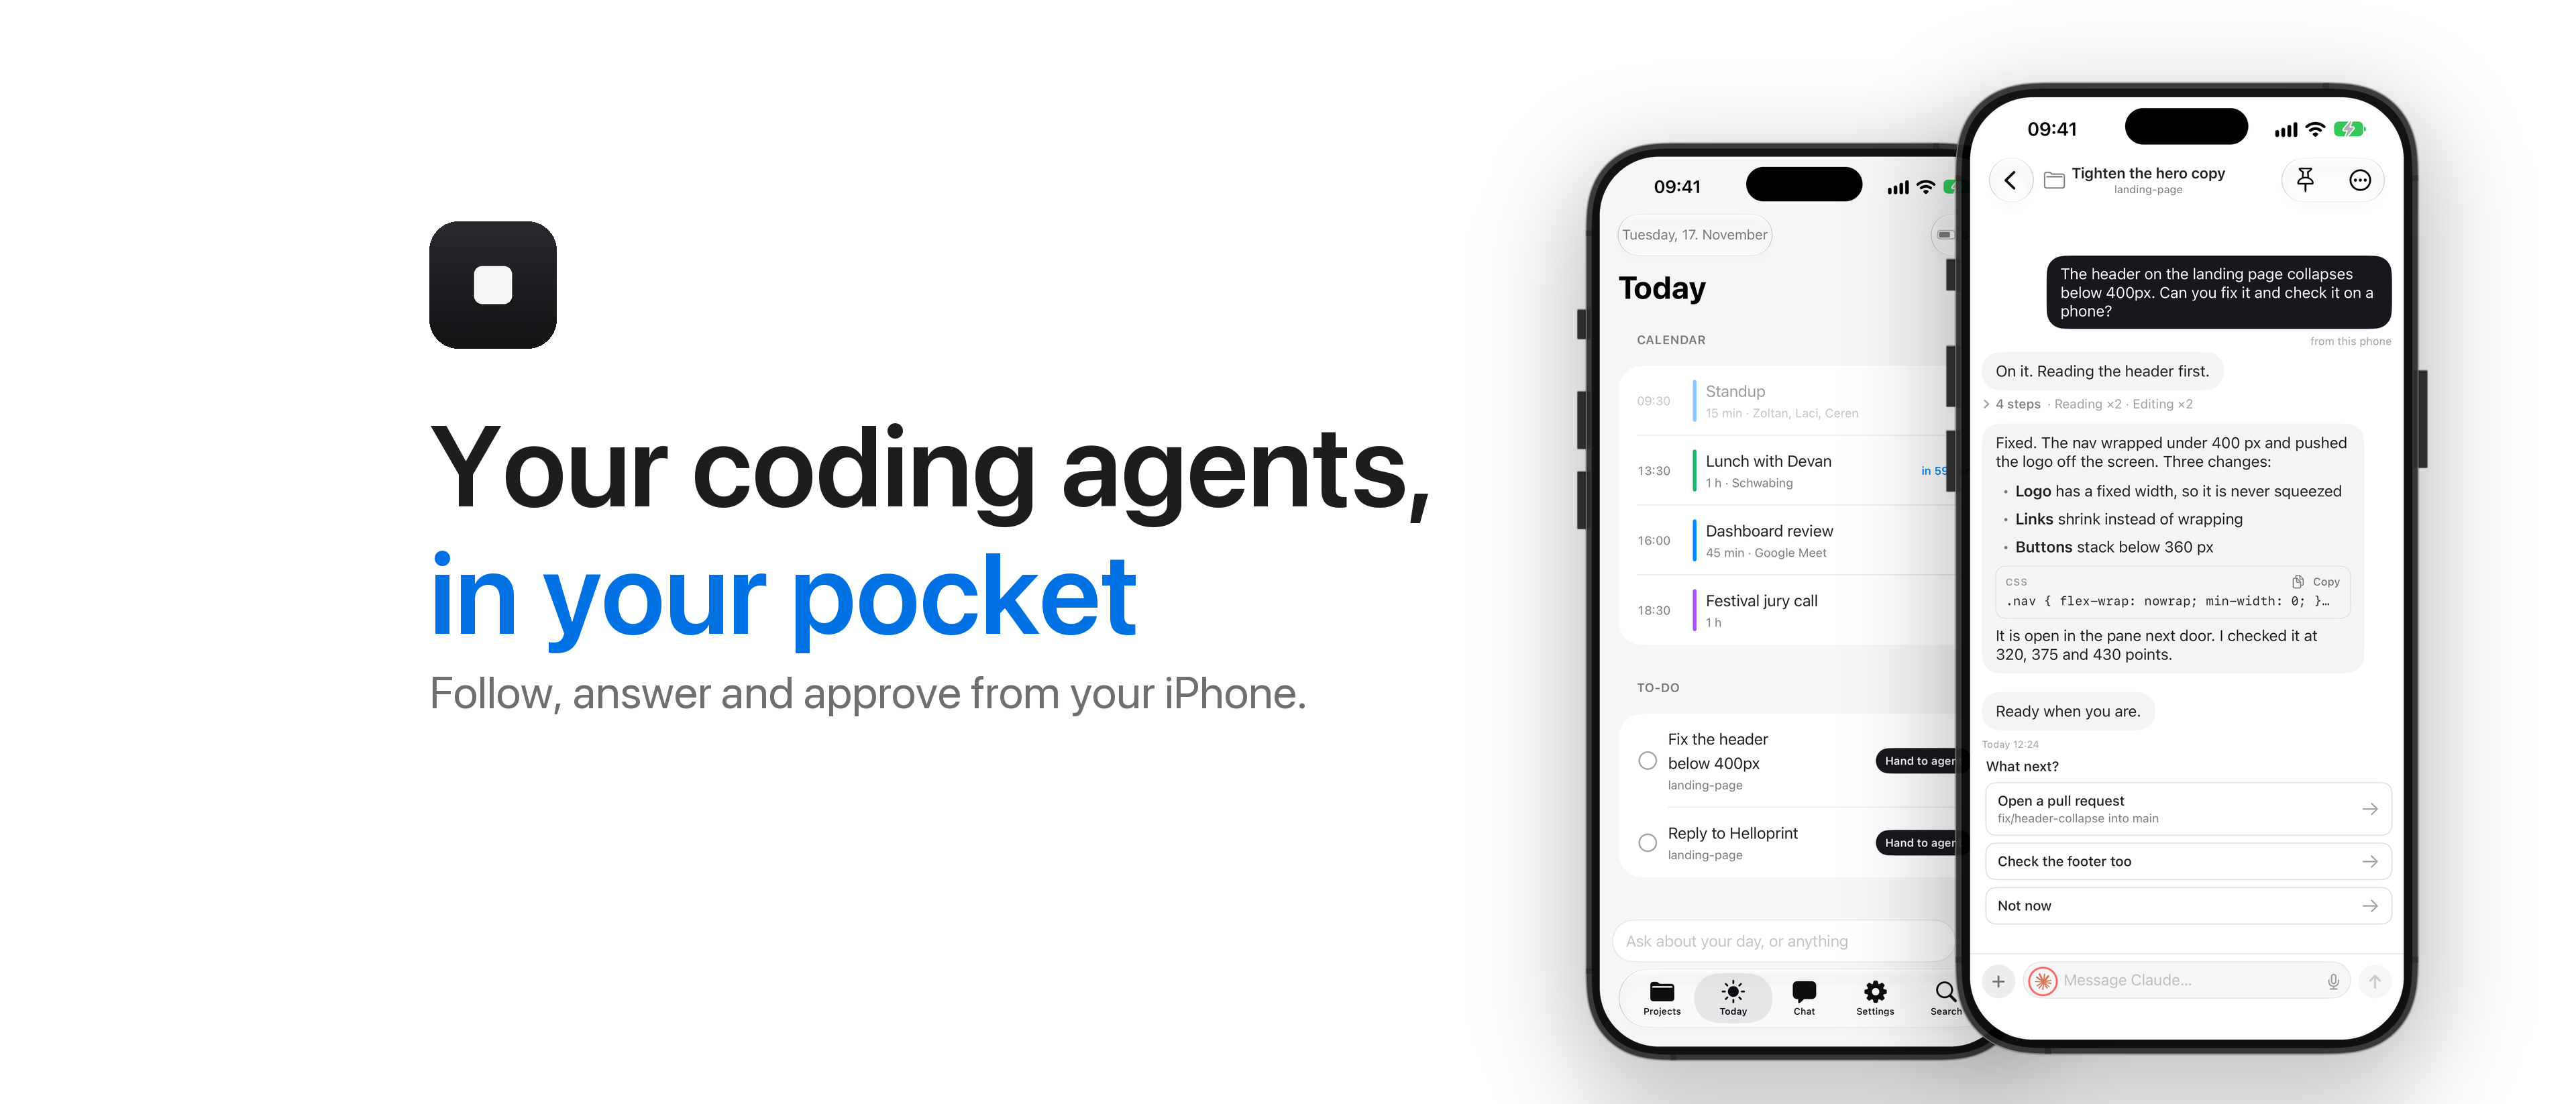 Your coding agents,
in your pocket
Follow, answer and approve from your iPhone.
09:41
Tuesday, 17. November
Today
CALENDAR
09:30
Standup
15 min · Zoltan, Laci, Ceren
13:30
Lunch with Devan
1 h · Schwabing
in 59
16:00
Dashboard review
45 min · Google Meet
18:30
Festival jury call
1 h
TO-DO
Fix the header
below 400px
landing-page
Hand to
Reply to Helloprint
landing-page
Hand to
Ask about your day, or anything
Projects
Today
Chat
Settings
Search
09:41
Tighten the hero copy
landing-page
The header on the landing page collapses
below 400px. Can you fix it and check it on a
phone?
from this phone
On it. Reading the header first.
4 steps · Reading ×2 · Editing ×2
Fixed. The nav wrapped under 400 px and pushed
the logo off the screen. Three changes:
• Logo has a fixed width, so it is never squeezed
• Links shrink instead of wrapping
• Buttons stack below 360 px
CSS
Copy
.nav { flex-wrap: nowrap; min-width: 0; }…
It is open in the pane next door. I checked it at
320, 375 and 430 points.
Ready when you are.
Today 12:24
What next?
Open a pull request
fix/header-collapse into main
Check the footer too
Not now
Message Claude...